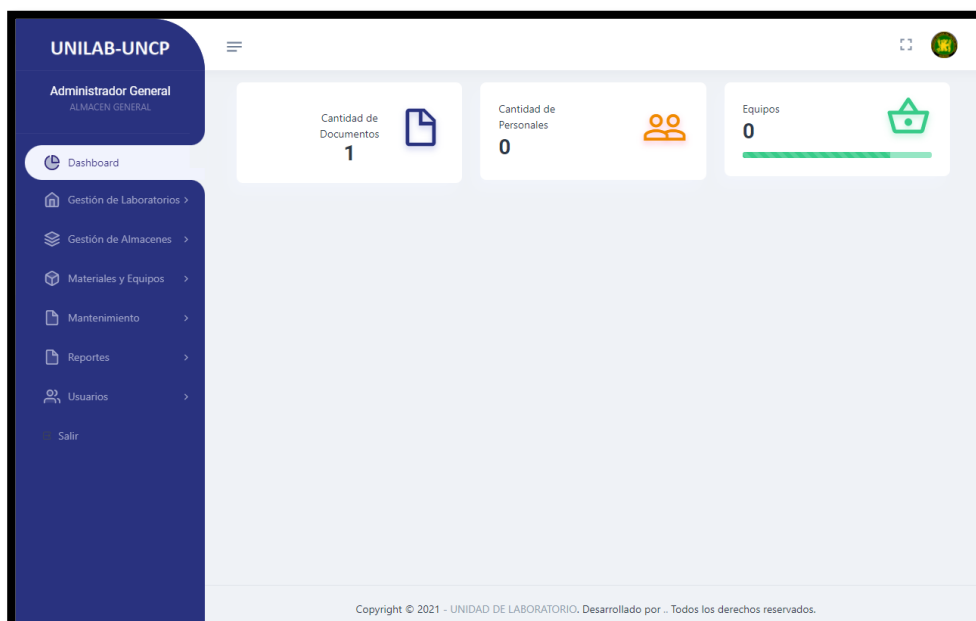 UNILAB-UNCP
Administrador General
ALMACEN GENERAL
Dashboard
Gestión de Laboratorios
Gestión de Almacenes
Materiales y Equipos
Mantenimiento
Reportes
Usuarios
Salir
Cantidad de
Documentos
1
Cantidad de
Personales
0
Equipos
0
Copyright © 2021 - UNIDAD DE LABORATORIO. Desarrollado por .. Todos los derechos reservados.